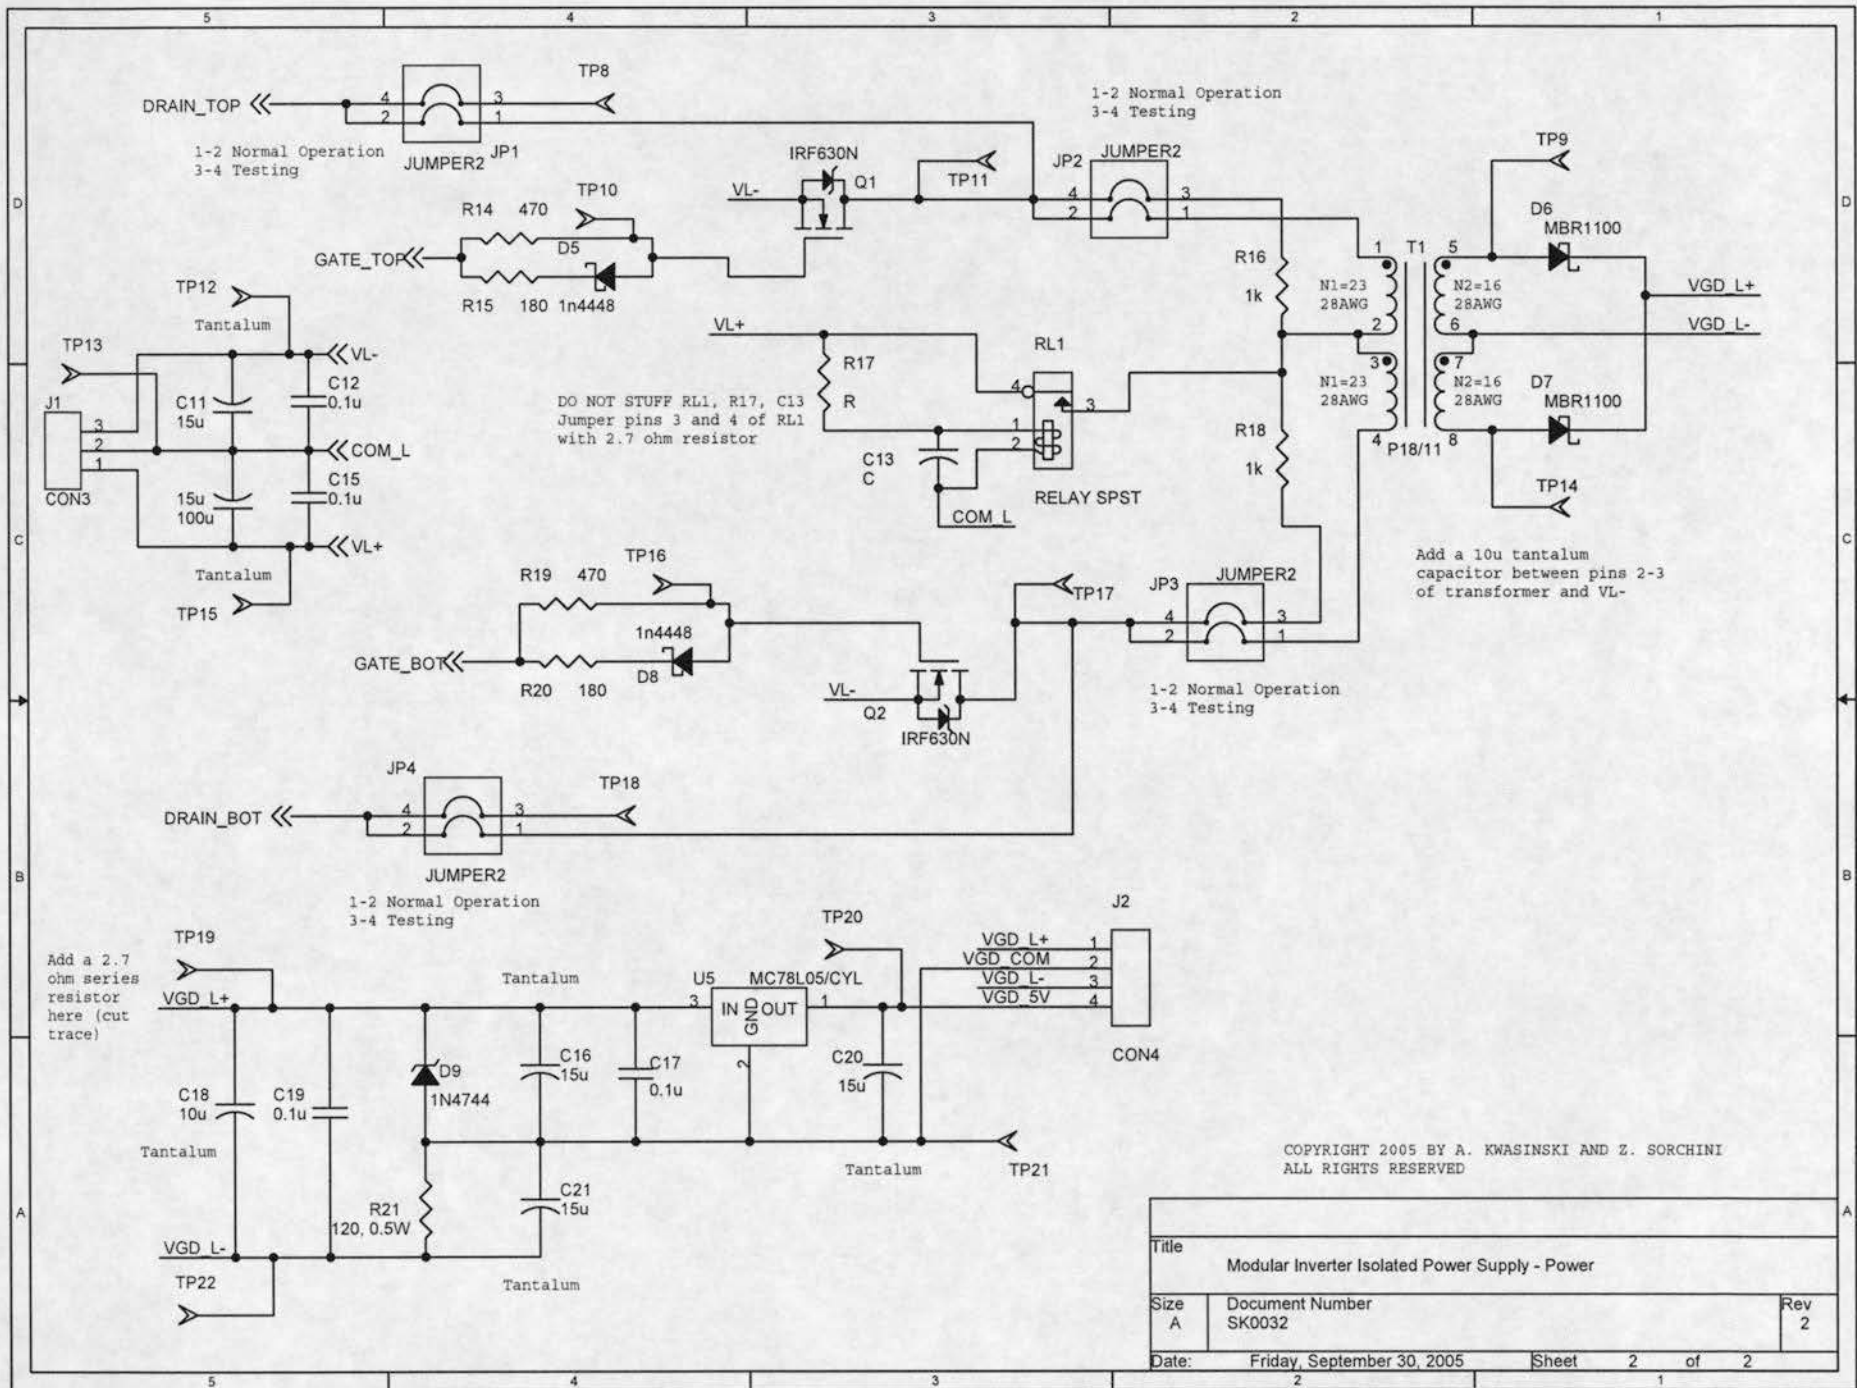 5 4 3 2 1
DRAIN_TOP
4 3
2 1
TP8
JUMPER2
JP1
1-2 Normal Operation
3-4 Testing
1-2 Normal Operation
3-4 Testing
JP2
JUMPER2
4 3
2 1
IRF630N
Q1
VL-
TP11
TP10
R14 470
D5
GATE_TOP
R15 180 1n4448
TP9
D6
MBR1100
R16
1k
1 T1 5
N1=23
28AWG
N2=16
28AWG
2 6
3 7
N1=23
28AWG
N2=16
28AWG
4 8
P18/11
VGD_L+
VGD_L-
D7
MBR1100
TP14
D
D
TP12
Tantalum
TP13
VL-
J1
3
2
1
CON3
C11
15u
C12
0.1u
COM_L
15u
100u
C15
0.1u
VL+
Tantalum
TP15
VL+
R17
R
RL1
4
3
1
2
DO NOT STUFF RL1, R17, C13
Jumper pins 3 and 4 of RL1
with 2.7 ohm resistor
C13
C
RELAY SPST
COM_L
R18
1k
C
C
Add a 10u tantalum
capacitor between pins 2-3
of transformer and VL-
TP16
R19 470
1n4448
GATE_BOT
D8
R20 180
TP17
JP3
JUMPER2
4 3
2 1
1-2 Normal Operation
3-4 Testing
VL-
Q2
IRF630N
JP4
TP18
DRAIN_BOT
4 3
2 1
JUMPER2
1-2 Normal Operation
3-4 Testing
B
B
TP19
Add a 2.7
ohm series
resistor
here (cut
trace)
VGD_L+
Tantalum
U5 MC78L05/CYL
3 IN GND OUT 1
2
TP20
J2
VGD_L+ 1
VGD_COM 2
VGD_L- 3
VGD_5V 4
CON4
C18
10u
C19
0.1u
D9
1N4744
C16
15u
C17
0.1u
C20
15u
Tantalum
Tantalum
TP21
R21
120, 0.5W
C21
15u
VGD_L-
TP22
Tantalum
A
A
COPYRIGHT 2005 BY A. KWASINSKI AND Z. SORCHINI
ALL RIGHTS RESERVED
Title
Modular Inverter Isolated Power Supply - Power
Size
A
Document Number
SK0032
Rev
2
Date: Friday, September 30, 2005 Sheet 2 of 2
5 4 3 2 1